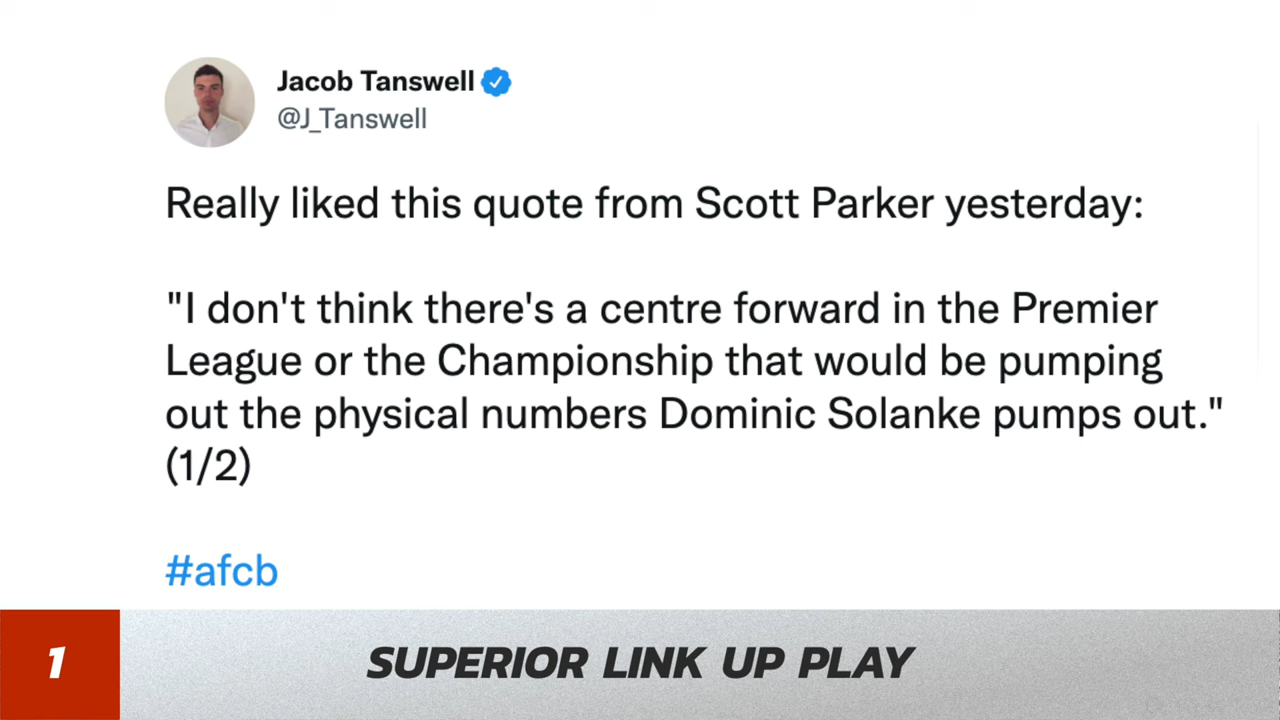 Jacob Tanswell
@J_Tanswell
Really liked this quote from Scott Parker yesterday:
"I don't think there's a centre forward in the Premier
League or the Championship that would be pumping
out the physical numbers Dominic Solanke pumps out."
(1/2)
#afcb
1
SUPERIOR LINK UP PLAY